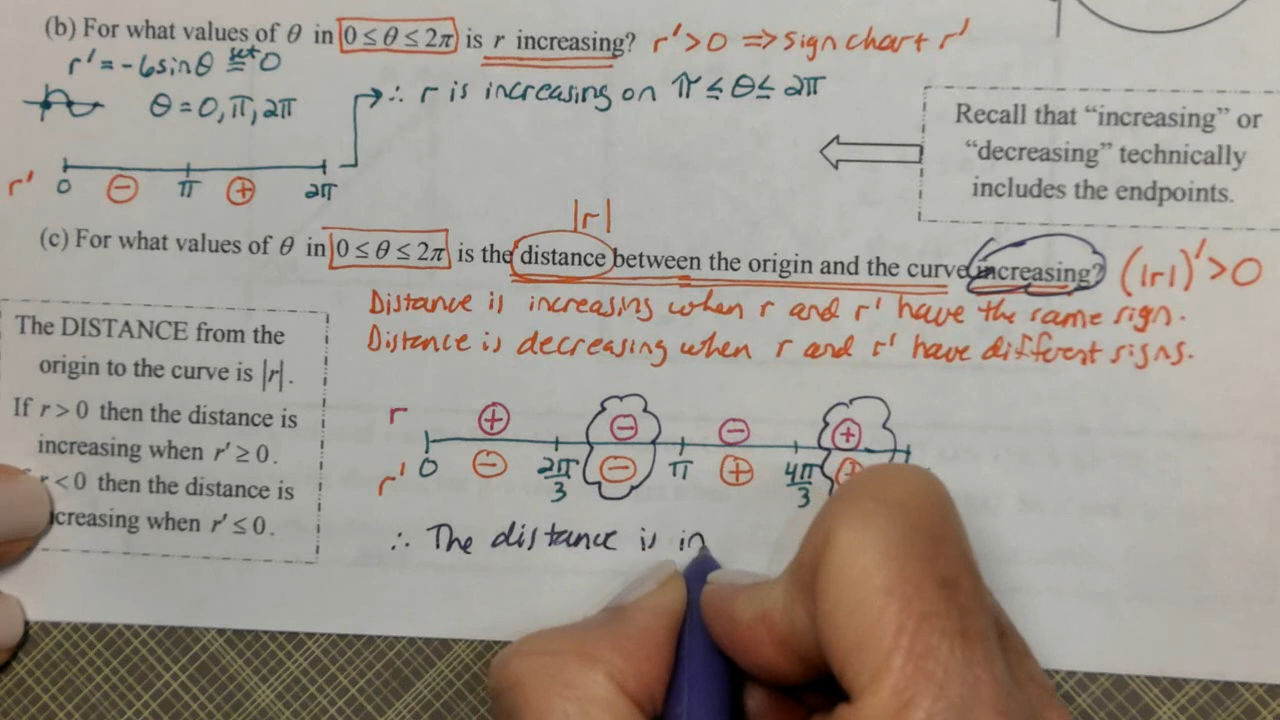 (b) For what values of θ in 0 ≤ θ ≤ 2π is r increasing? r' > 0 ⇒ sign chart r'
r' = -6sinθ set = 0
θ = 0, π, 2π
∴ r is increasing on π ≤ θ ≤ 2π
r' 0 − π + 2π
Recall that “increasing” or
“decreasing” technically
includes the endpoints.
|r|
(c) For what values of θ in 0 ≤ θ ≤ 2π is the distance between the origin and the curve increasing? (|r|)' > 0
Distance is increasing when r and r' have the same sign.
Distance is decreasing when r and r' have different signs.
The DISTANCE from the
origin to the curve is |r|.
If r > 0 then the distance is
increasing when r' ≥ 0.
r < 0 then the distance is
creasing when r' ≤ 0.
r + − − +
r' 0 − 2π/3 − π + 4π/3
∴ The distance is in